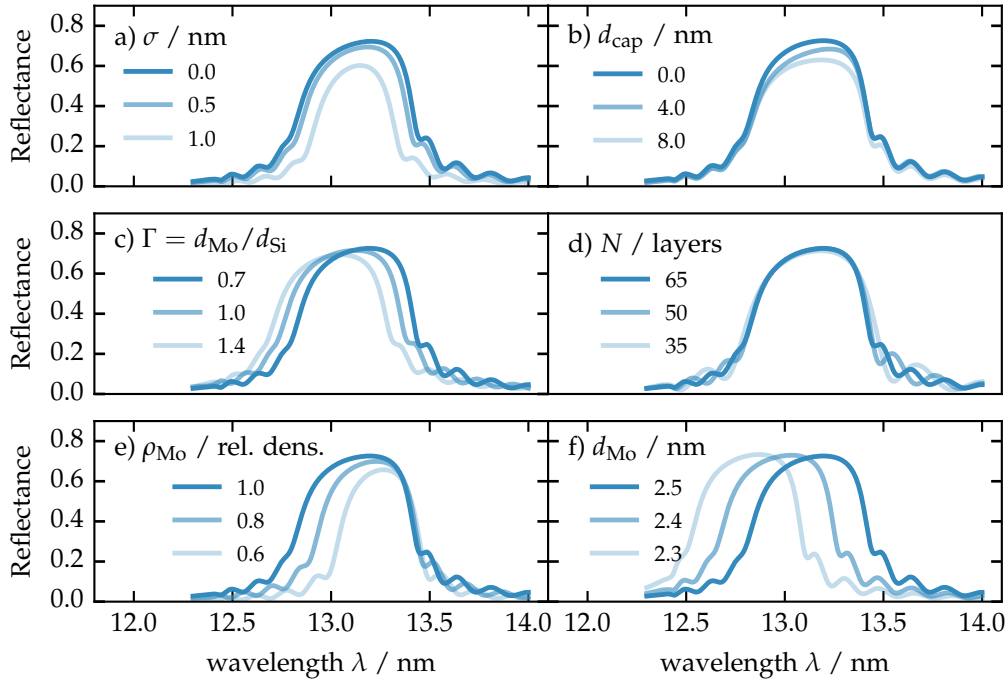 a) σ / nm
0.0
0.5
1.0
Reflectance
0.8
0.6
0.4
0.2
0.0
b) d_cap / nm
0.0
4.0
8.0
c) Γ = d_Mo/d_Si
0.7
1.0
1.4
Reflectance
0.8
0.6
0.4
0.2
0.0
d) N / layers
65
50
35
e) ρ_Mo / rel. dens.
1.0
0.8
0.6
Reflectance
0.8
0.6
0.4
0.2
0.0
f) d_Mo / nm
2.5
2.4
2.3
12.0 12.5 13.0 13.5 14.0
12.0 12.5 13.0 13.5 14.0
wavelength λ / nm
wavelength λ / nm